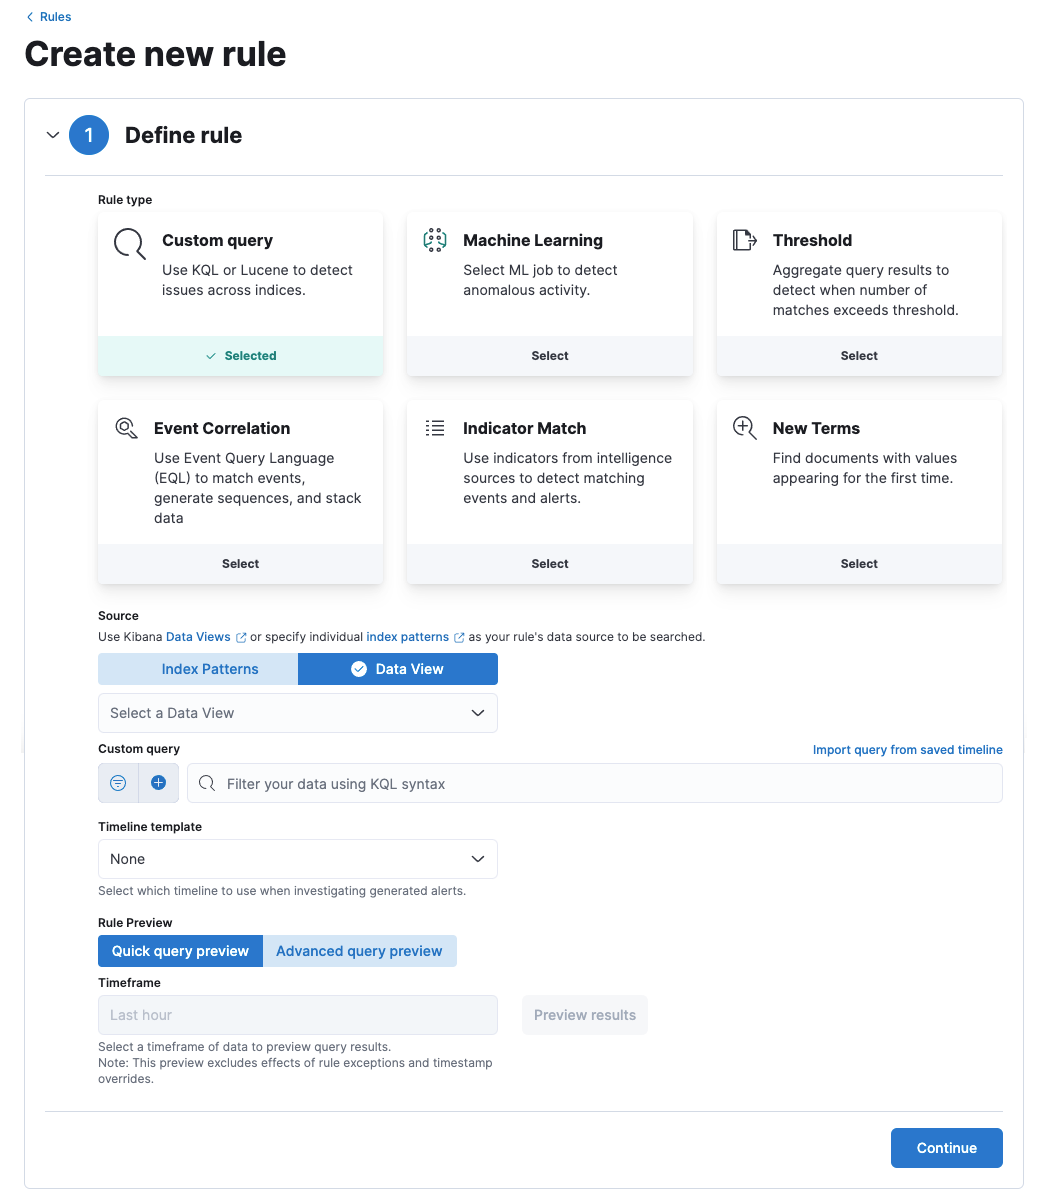 Rules
Create new rule
1 Define rule
Rule type
Custom query
Use KQL or Lucene to detect
issues across indices.
Selected
Machine Learning
Select ML job to detect
anomalous activity.
Select
Threshold
Aggregate query results to
detect when number of
matches exceeds threshold.
Select
Event Correlation
Use Event Query Language
(EQL) to match events,
generate sequences, and stack
data
Select
Indicator Match
Use indicators from intelligence
sources to detect matching
events and alerts.
Select
New Terms
Find documents with values
appearing for the first time.
Select
Source
Use Kibana Data Views or specify individual index patterns as your rule's data source to be searched.
Index Patterns Data View
Select a Data View
Custom query Import query from saved timeline
Filter your data using KQL syntax
Timeline template
None
Select which timeline to use when investigating generated alerts.
Rule Preview
Quick query preview Advanced query preview
Timeframe
Last hour Preview results
Select a timeframe of data to preview query results.
Note: This preview excludes effects of rule exceptions and timestamp
overrides.
Continue